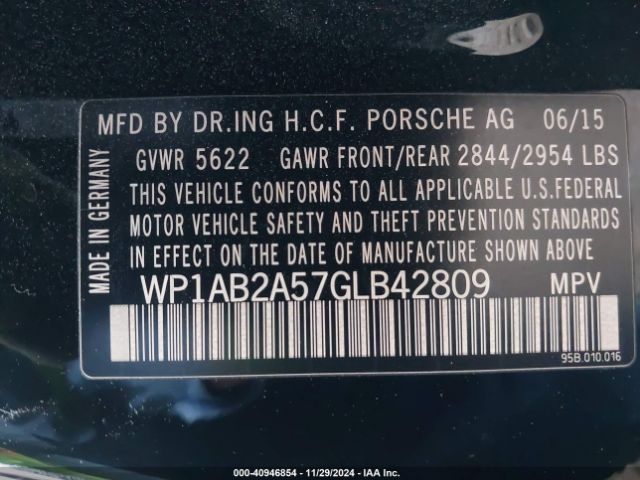 MFD BY DR.ING H.C.F. PORSCHE AG 06/15
GVWR 5622 GAWR FRONT/REAR 2844/2954 LBS
THIS VEHICLE CONFORMS TO ALL APPLICABLE U.S.FEDERAL
MOTOR VEHICLE SAFETY AND THEFT PREVENTION STANDARDS
IN EFFECT ON THE DATE OF MANUFACTURE SHOWN ABOVE
WP1AB2A57GLB42809 MPV
95B.010.016
MADE IN GERMANY
000-40946854 - 11/29/2024 - IAA Inc.